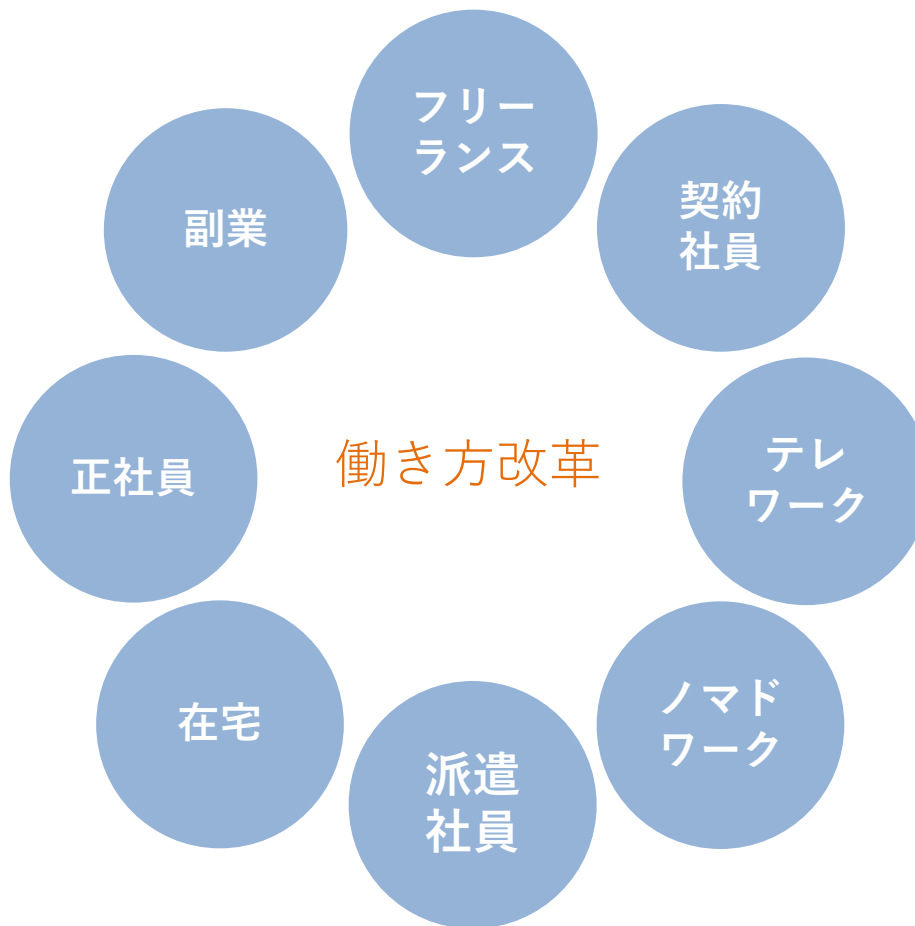 フリー
ランス
契約
社員
副業
働き方改革
テレ
ワーク
正社員
ノマド
ワーク
在宅
派遣
社員